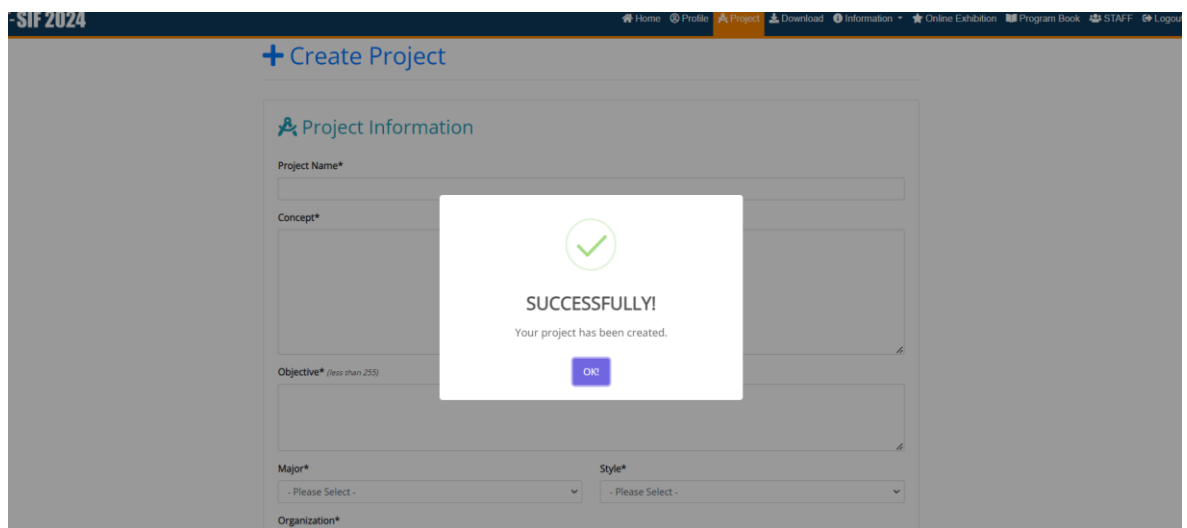 -SIF 2024
Home Profile Project Download Information Online Exhibition Program Book STAFF Logout
Create Project
Project Information
Project Name*
Concept*
SUCCESSFULLY!
Your project has been created.
OK!
Objective* (less than 255)
Major* Style*
- Please Select - - Please Select -
Organization*